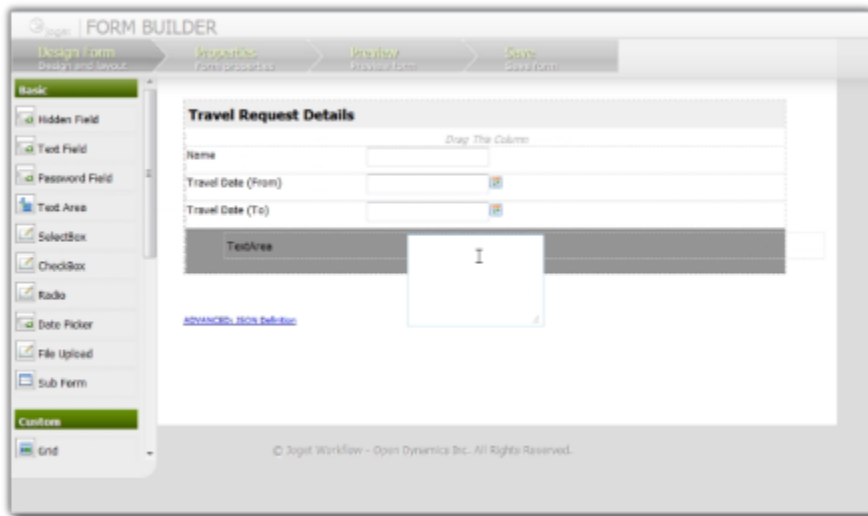 Joget | FORM BUILDER
Design Form
Design and layout
Properties
Form properties
Preview
Preview form
Save
Save form
Basic
Hidden Field
Text Field
Password Field
Text Area
SelectBox
CheckBox
Radio
Date Picker
File Upload
Sub Form
Custom
Grid
Travel Request Details
Drag This Column
Name
Travel Date (From)
Travel Date (To)
TextArea
ADVANCED: JSON Definition
© Joget Workflow - Open Dynamics Inc. All Rights Reserved.